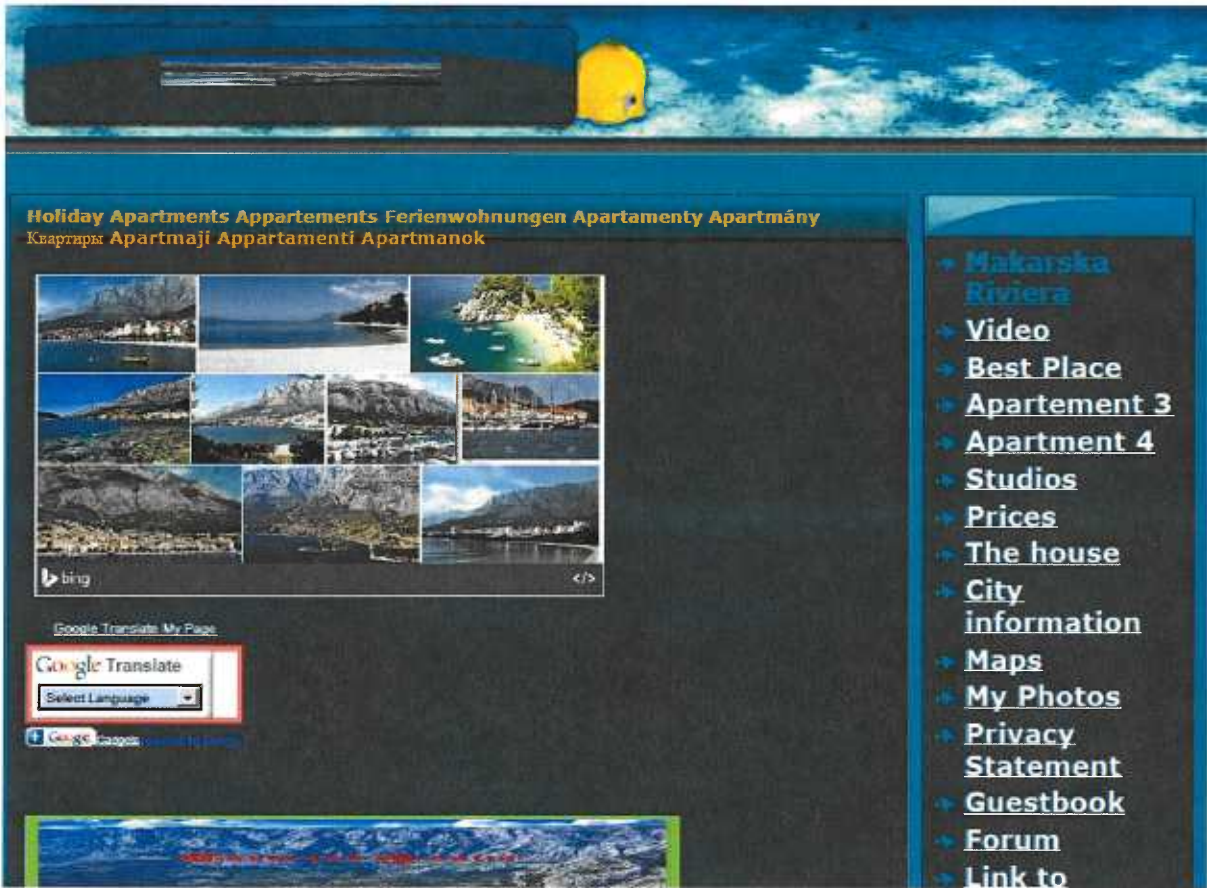 Holiday Apartments Appartements Ferienwohnungen Apartamenty Apartmány
Квартиры Apartmaji Appartamenti Apartmanok
bing
</>
Google Translate My Page
Google Translate
Select Language
Google Gadgets
Makarska
Riviera
Video
Best Place
Apartement 3
Apartment 4
Studios
Prices
The house
City
information
Maps
My Photos
Privacy
Statement
Guestbook
Forum
Link to